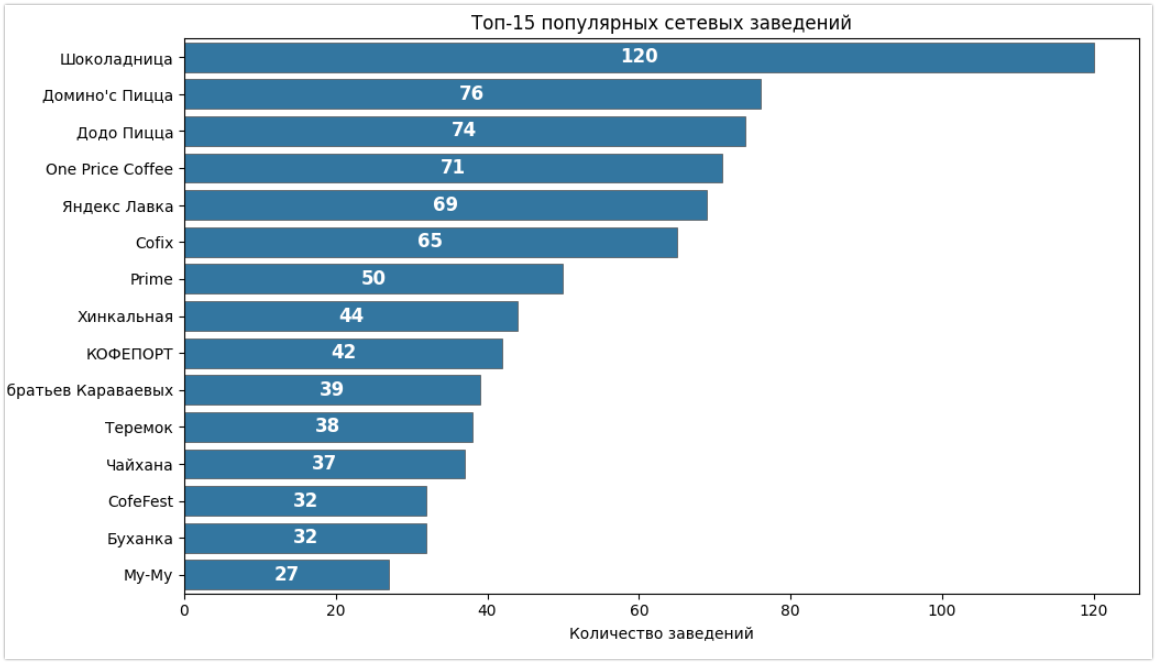 Топ-15 популярных сетевых заведений
Шоколадница 120
Домино'с Пицца 76
Додо Пицца 74
One Price Coffee 71
Яндекс Лавка 69
Cofix 65
Prime 50
Хинкальная 44
КОФЕПОРТ 42
братьев Караваевых 39
Теремок 38
Чайхана 37
CofeFest 32
Буханка 32
Му-Му 27
0 20 40 60 80 100 120
Количество заведений